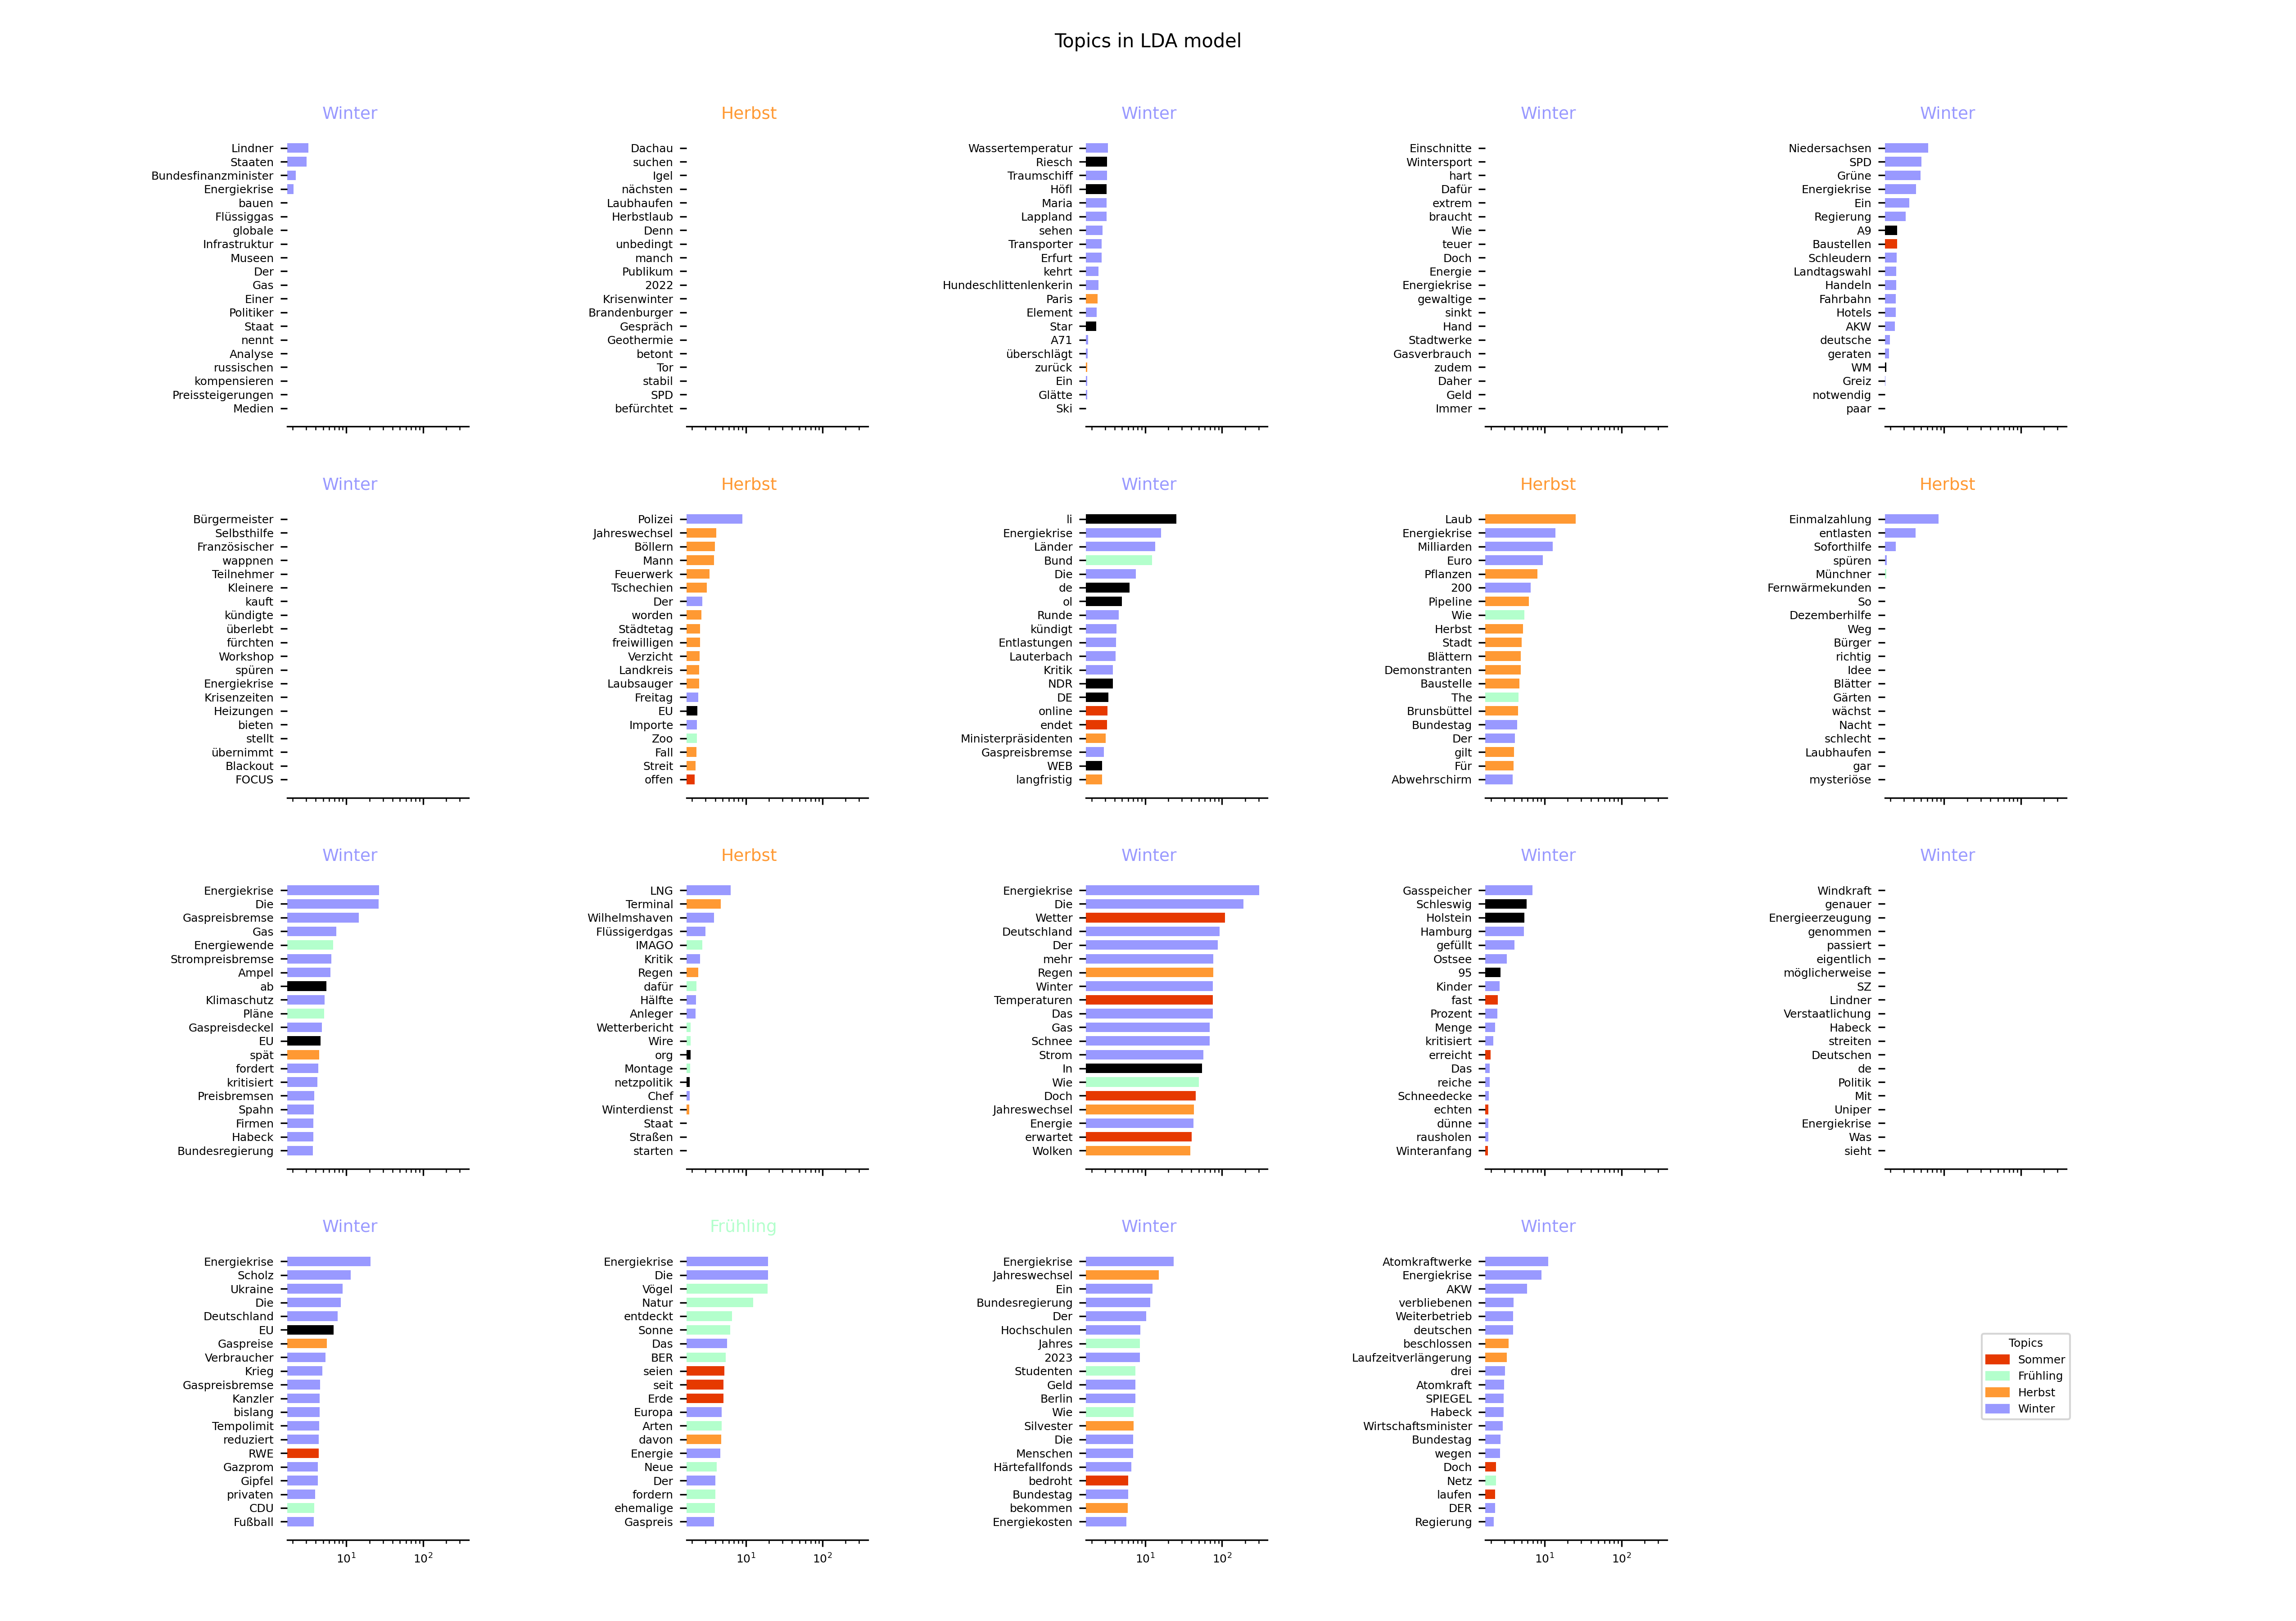 Topics in LDA model
Winter
Lindner
Staaten
Bundesfinanzminister
Energiekrise
bauen
Flüssiggas
globale
Infrastruktur
Museen
Der
Gas
Einer
Politiker
Staat
nennt
Analyse
russischen
kompensieren
Preissteigerungen
Medien
Herbst
Dachau
suchen
Igel
nächsten
Laubhaufen
Herbstlaub
Denn
unbedingt
manch
Publikum
2022
Krisenwinter
Brandenburger
Gespräch
Geothermie
betont
Tor
stabil
SPD
befürchtet
Winter
Wassertemperatur
Riesch
Traumschiff
Höfl
Maria
Lappland
sehen
Transporter
Erfurt
kehrt
Hundeschlittenlenkerin
Paris
Element
Star
A71
überschlägt
zurück
Ein
Glätte
Ski
Winter
Einschnitte
Wintersport
hart
Dafür
extrem
braucht
Wie
teuer
Doch
Energie
Energiekrise
gewaltige
sinkt
Hand
Stadtwerke
Gasverbrauch
zudem
Daher
Geld
Immer
Winter
Niedersachsen
SPD
Grüne
Energiekrise
Ein
Regierung
A9
Baustellen
Schleudern
Landtagswahl
Handeln
Fahrbahn
Hotels
AKW
deutsche
geraten
WM
Greiz
notwendig
paar
Winter
Bürgermeister
Selbsthilfe
Französischer
wappnen
Teilnehmer
Kleinere
kauft
kündigte
überlebt
fürchten
Workshop
spüren
Energiekrise
Krisenzeiten
Heizungen
bieten
stellt
übernimmt
Blackout
FOCUS
Herbst
Polizei
Jahreswechsel
Böllern
Mann
Feuerwerk
Tschechien
Der
worden
Städtetag
freiwilligen
Verzicht
Landkreis
Laubsauger
Freitag
EU
Importe
Zoo
Fall
Streit
offen
Winter
li
Energiekrise
Länder
Bund
Die
de
ol
Runde
kündigt
Entlastungen
Lauterbach
Kritik
NDR
DE
online
endet
Ministerpräsidenten
Gaspreisbremse
WEB
langfristig
Herbst
Laub
Energiekrise
Milliarden
Euro
Pflanzen
200
Pipeline
Wie
Herbst
Stadt
Blättern
Demonstranten
Baustelle
The
Brunsbüttel
Bundestag
Der
gilt
Für
Abwehrschirm
Herbst
Einmalzahlung
entlasten
Soforthilfe
spüren
Münchner
Fernwärmekunden
So
Dezemberhilfe
Weg
Bürger
richtig
Idee
Blätter
Gärten
wächst
Nacht
schlecht
Laubhaufen
gar
mysteriöse
Winter
Energiekrise
Die
Gaspreisbremse
Gas
Energiewende
Strompreisbremse
Ampel
ab
Klimaschutz
Pläne
Gaspreisdeckel
EU
spät
fordert
kritisiert
Preisbremsen
Spahn
Firmen
Habeck
Bundesregierung
Herbst
LNG
Terminal
Wilhelmshaven
Flüssigerdgas
IMAGO
Kritik
Regen
dafür
Hälfte
Anleger
Wetterbericht
Wire
org
Montage
netzpolitik
Chef
Winterdienst
Staat
Straßen
starten
Winter
Energiekrise
Die
Wetter
Deutschland
Der
mehr
Regen
Winter
Temperaturen
Das
Gas
Schnee
Strom
In
Wie
Doch
Jahreswechsel
Energie
erwartet
Wolken
Winter
Gasspeicher
Schleswig
Holstein
Hamburg
gefüllt
Ostsee
95
Kinder
fast
Prozent
Menge
kritisiert
erreicht
Das
reiche
Schneedecke
echten
dünne
rausholen
Winteranfang
Winter
Windkraft
genauer
Energieerzeugung
genommen
passiert
eigentlich
möglicherweise
SZ
Lindner
Verstaatlichung
Habeck
streiten
Deutschen
de
Politik
Mit
Uniper
Energiekrise
Was
sieht
Winter
Energiekrise
Scholz
Ukraine
Die
Deutschland
EU
Gaspreise
Verbraucher
Krieg
Gaspreisbremse
Kanzler
bislang
Tempolimit
reduziert
RWE
Gazprom
Gipfel
privaten
CDU
Fußball
10¹ 10²
Frühling
Energiekrise
Die
Vögel
Natur
entdeckt
Sonne
Das
BER
seien
seit
Erde
Europa
Arten
davon
Energie
Neue
Der
fordern
ehemalige
Gaspreis
10¹ 10²
Winter
Energiekrise
Jahreswechsel
Ein
Bundesregierung
Der
Hochschulen
Jahres
2023
Studenten
Geld
Berlin
Wie
Silvester
Die
Menschen
Härtefallfonds
bedroht
Bundestag
bekommen
Energiekosten
10¹ 10²
Winter
Atomkraftwerke
Energiekrise
AKW
verbliebenen
Weiterbetrieb
deutschen
beschlossen
Laufzeitverlängerung
drei
Atomkraft
SPIEGEL
Habeck
Wirtschaftsminister
Bundestag
wegen
Doch
Netz
laufen
DER
Regierung
10¹ 10²
Topics
Sommer
Frühling
Herbst
Winter